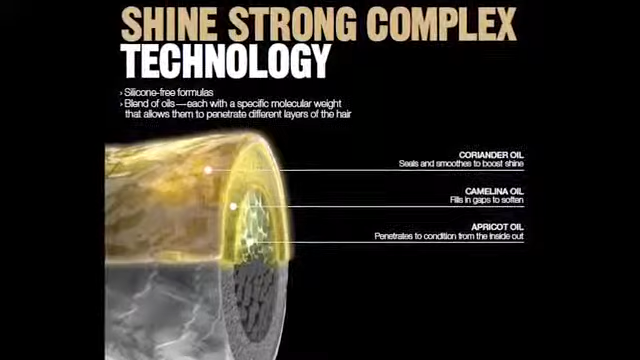 SHINE STRONG COMPLEX
TECHNOLOGY
› Silicone-free formulas
› Blend of oils—each with a specific molecular weight
that allows them to penetrate different layers of the hair
CORIANDER OIL
Seals and smoothes to boost shine
CAMELINA OIL
Fills in gaps to soften
APRICOT OIL
Penetrates to condition from the inside out